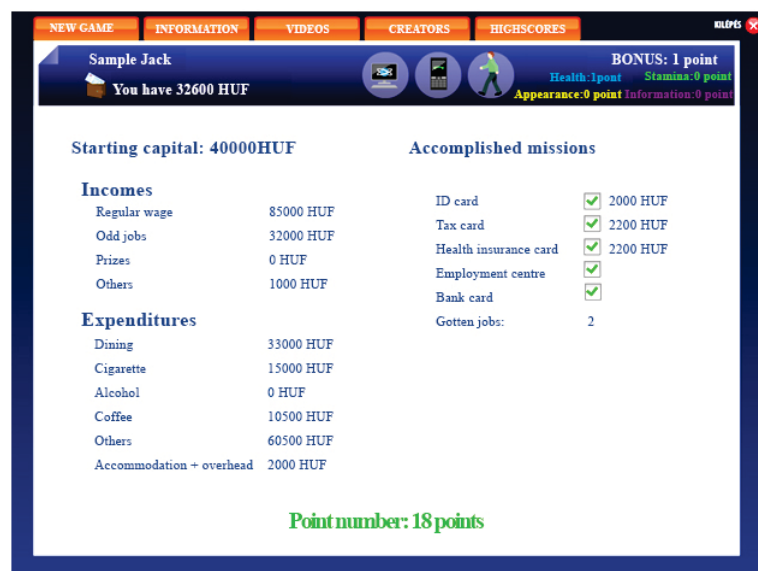 NEW GAME INFORMATION VIDEOS CREATORS HIGHSCORES KILÉPÉS
Sample Jack
You have 32600 HUF
BONUS: 1 point
Health:1pont Stamina:0 point
Appearance:0 point Information:0 point
Starting capital: 40000HUF
Incomes
Regular wage 85000 HUF
Odd jobs 32000 HUF
Prizes 0 HUF
Others 1000 HUF
Expenditures
Dining 33000 HUF
Cigarette 15000 HUF
Alcohol 0 HUF
Coffee 10500 HUF
Others 60500 HUF
Accommodation + overhead 2000 HUF
Accomplished missions
ID card 2000 HUF
Tax card 2200 HUF
Health insurance card 2200 HUF
Employment centre
Bank card
Gotten jobs: 2
Point number: 18 points